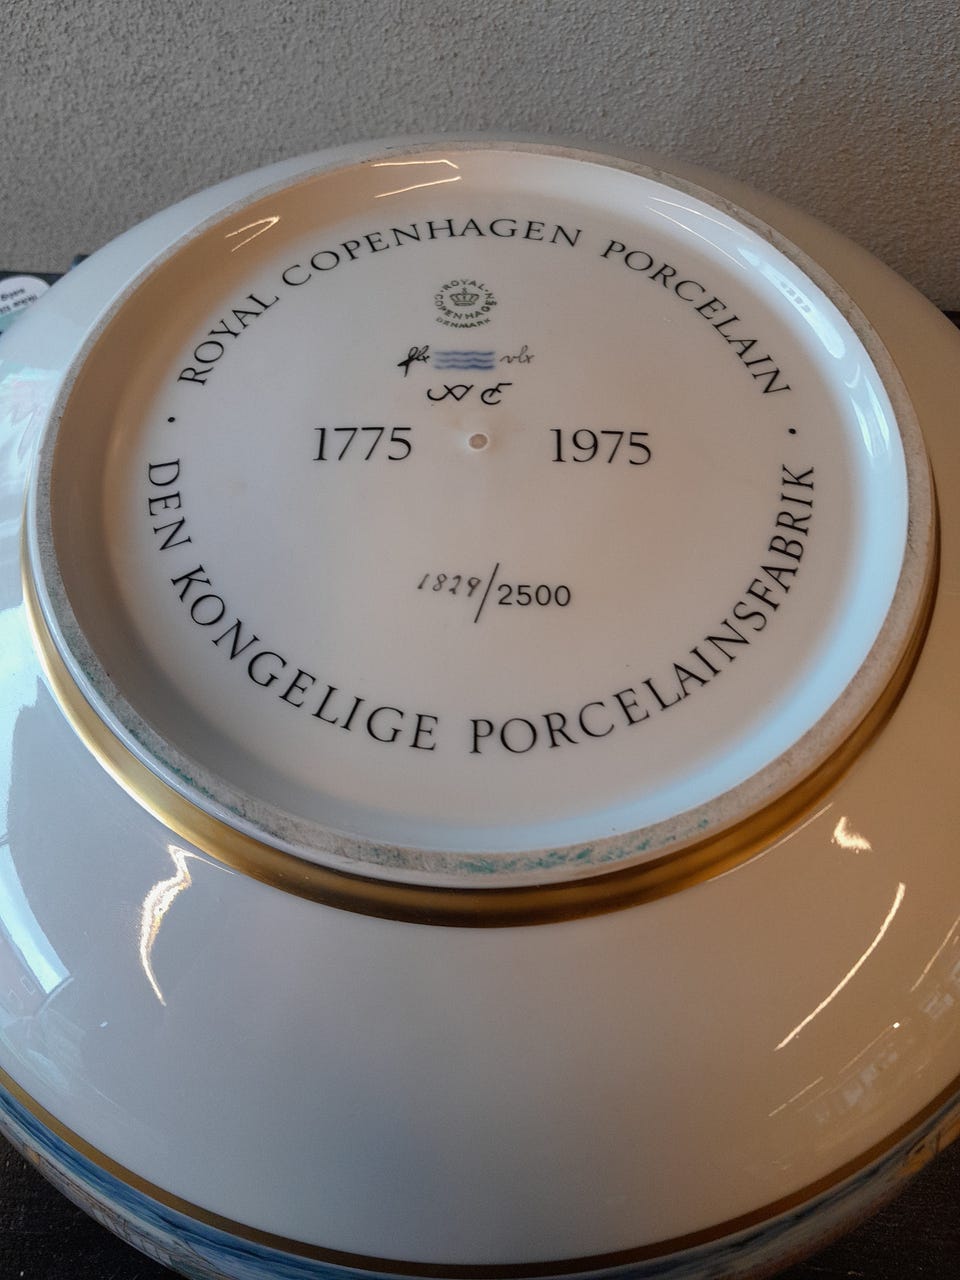 ROYAL COPENHAGEN PORCELAIN
ROYAL COPENHAGEN
DENMARK
1775 1975
1829/2500
DEN KONGELIGE PORCELAINSFABRIK